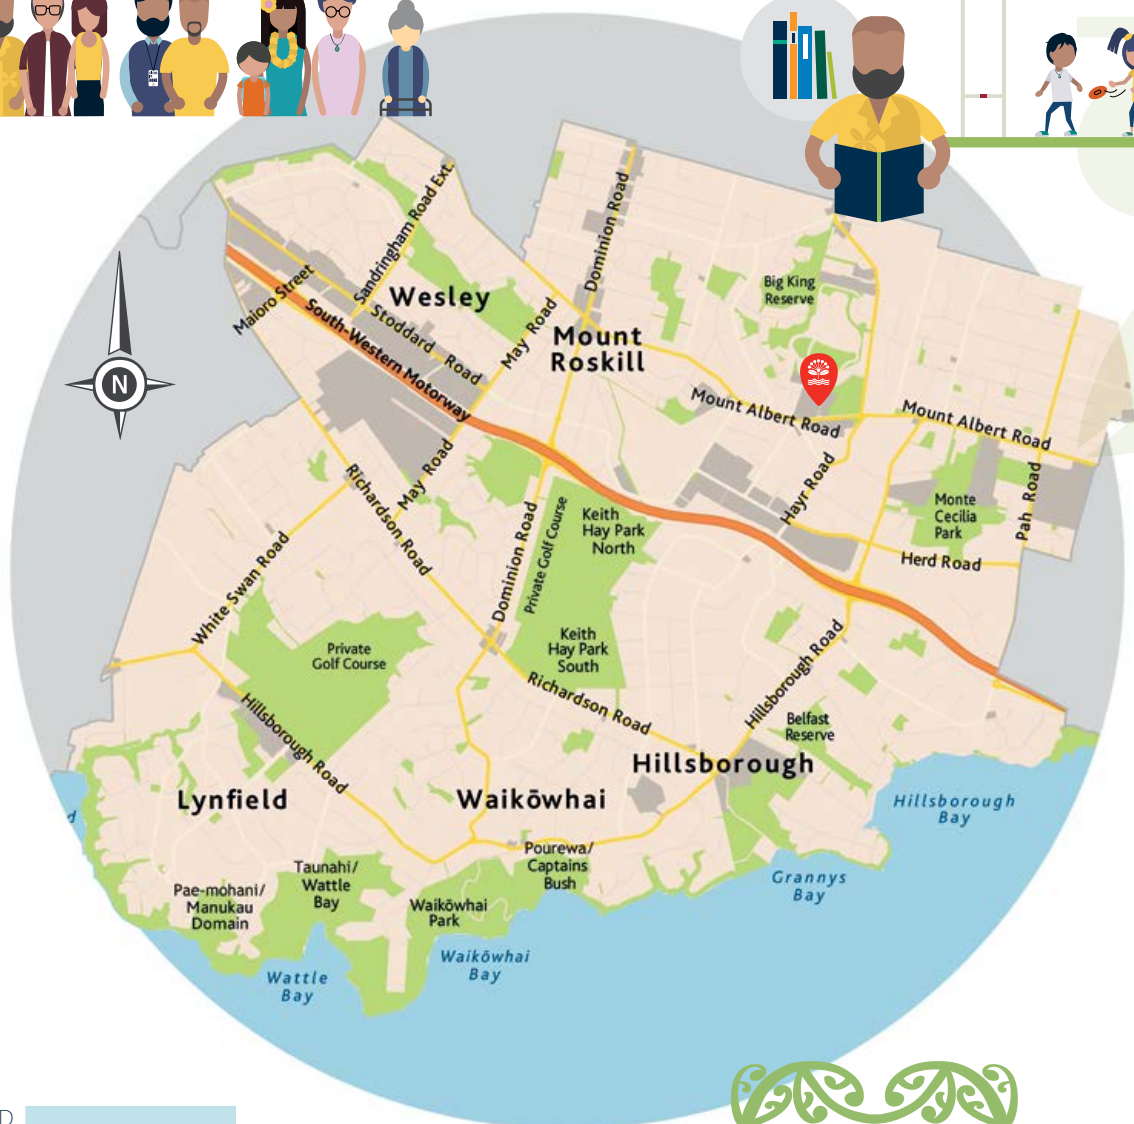 Sandringham Road Ext.
Dominion Road
Maioro Street
Wesley
Big King
Reserve
South-Western Motorway
Stoddard Road
May Road
Mount
Roskill
N
Mount Albert Road
Mount Albert Road
May Road
Richardson Road
Hayr Road
Pah Road
Monte
Cecilia
Park
Keith
Hay Park
North
Private Golf Course
Dominion Road
Herd Road
White Swan Road
Private
Golf Course
Keith
Hay Park
South
Hillsborough Road
Richardson Road
Belfast
Reserve
Hillsborough Road
Hillsborough
Lynfield
Waikōwhai
Hillsborough
Bay
d
Pourewa/
Captains
Bush
Taunahi/
Wattle
Bay
Grannys
Bay
Pae-mohani/
Manukau
Domain
Waikōwhai
Park
Waikōwhai
Bay
Wattle
Bay
D